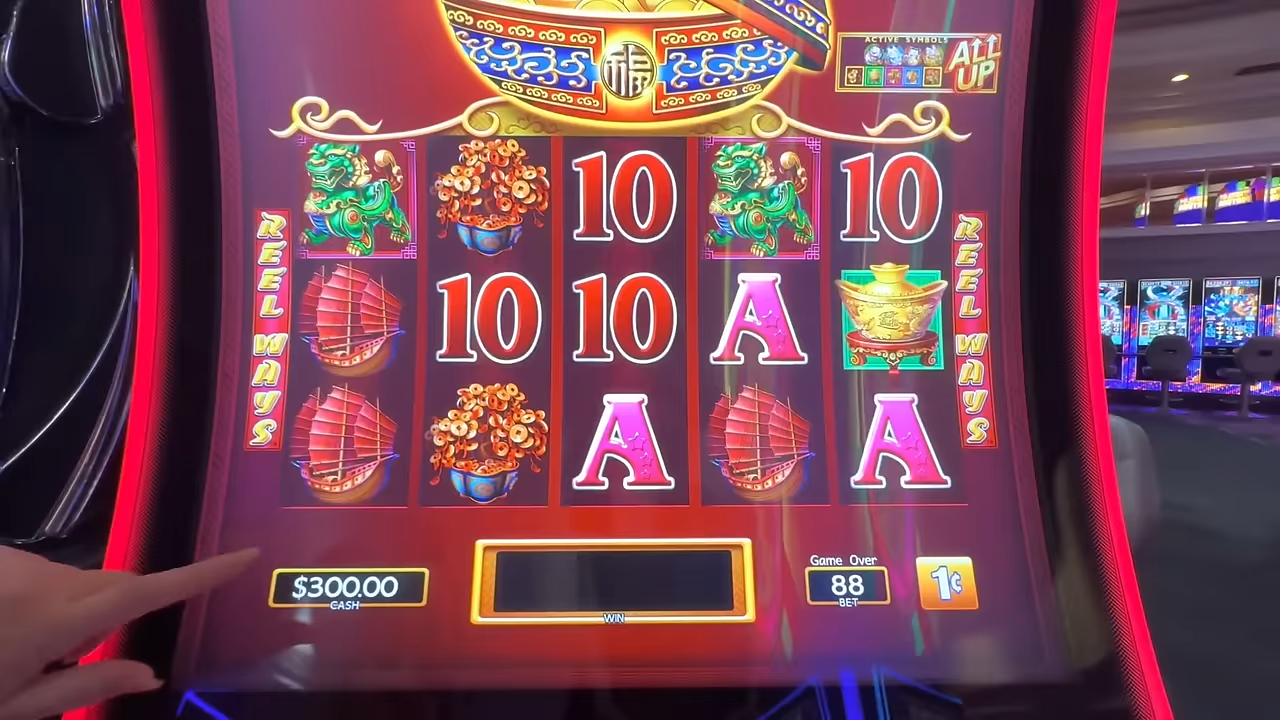 福
ACTIVE SYMBOLS
ALL
UP
10
10
REEL WAYS
REEL WAYS
10
10
A
A
A
Game Over
$300.00
88
1¢
CASH
BET
WIN